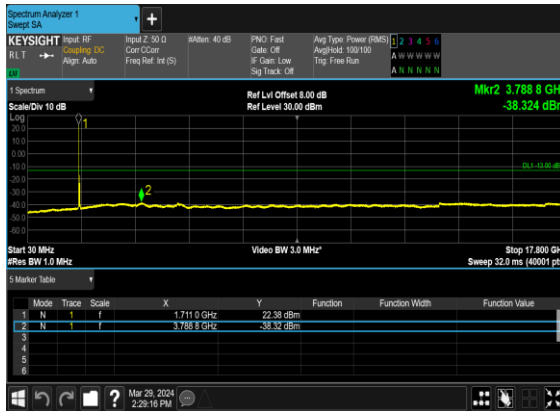 Spectrum Analyzer 1
Swept SA
KEYSIGHT
RLT
Input: RF
Coupling: DC
Align: Auto
Input Z: 50 Ω
Corr CCorr
Freq Ref: Int (S)
#Atten: 40 dB
PNO: Fast
Gate: Off
IF Gain: Low
Sig Track: Off
Avg Type: Power (RMS)
Avg|Hold: 100/100
Trig: Free Run
1 2 3 4 5 6
A W W W W W
A N N N N N
1 Spectrum
Scale/Div 10 dB
Ref Lvl Offset 8.00 dB
Ref Level 30.00 dBm
Mkr2 3.788 8 GH
-38.324 dB
Log
20.0
10.0
0.00
-10.0
-20.0
-30.0
-40.0
-50.0
-60.0
1
2
DL1 -13.00 dB
Start 30 MHz
#Res BW 1.0 MHz
Video BW 3.0 MHz*
Stop 17.800 GH
Sweep 32.0 ms (40001 pt
5 Marker Table
Mode Trace Scale X Y Function Function Width Function Value
1 N 1 f 1.711 0 GHz 22.38 dBm
2 N 1 f 3.788 8 GHz -38.32 dBm
3
4
5
6
?
Mar 29, 2024
2:29:16 PM